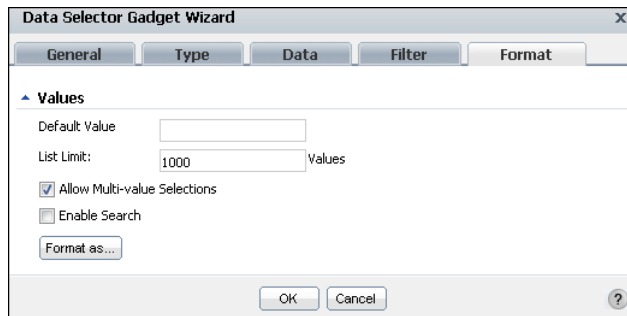 Data Selector Gadget Wizard x
General Type Data Filter Format
Values
Default Value
List Limit: 1000 Values
Allow Multi-value Selections
Enable Search
Format as...
OK Cancel ?